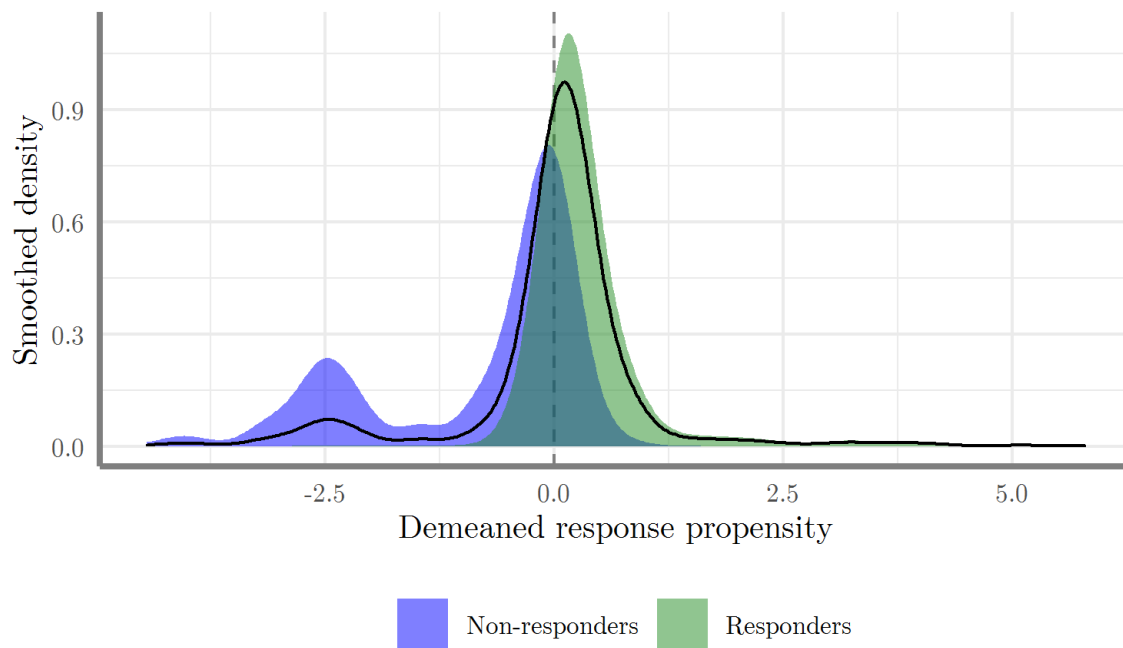 Smoothed density
0.9
0.6
0.3
0.0
-2.5
0.0
2.5
5.0
Demeaned response propensity
Non-responders
Responders